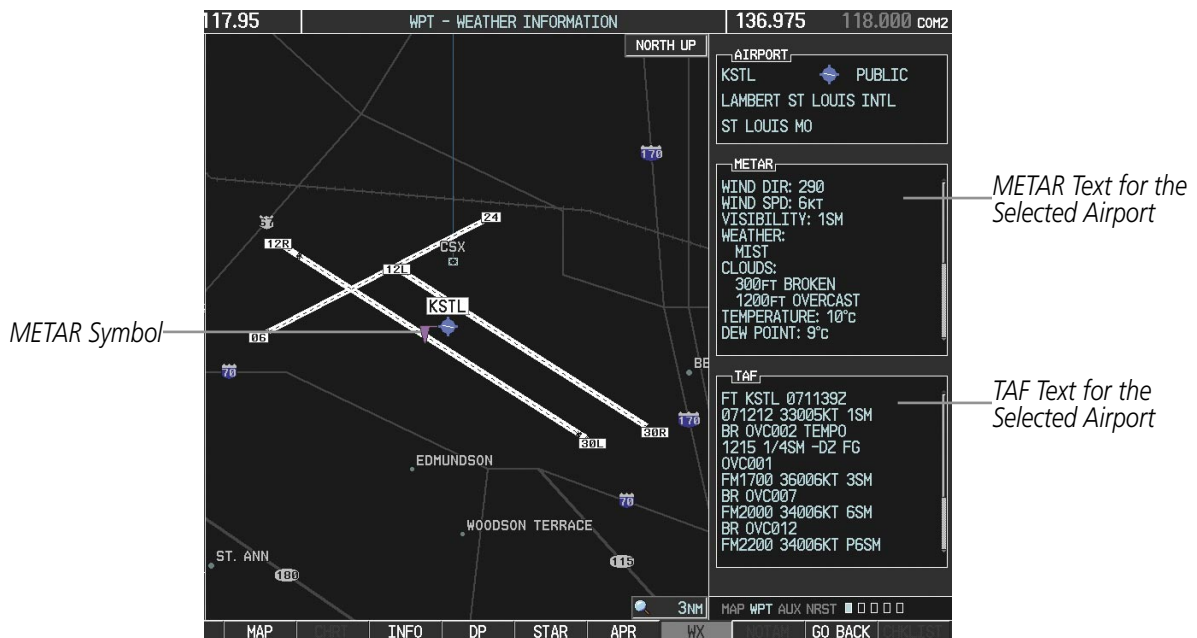 117.95 WPT - WEATHER INFORMATION 136.975 118.000 COM2
NORTH UP
AIRPORT
KSTL PUBLIC
LAMBERT ST LOUIS INTL
ST LOUIS MO
METAR
WIND DIR: 290
WIND SPD: 6KT
VISIBILITY: 1SM
WEATHER:
MIST
CLOUDS:
300FT BROKEN
1200FT OVERCAST
TEMPERATURE: 10°C
DEW POINT: 9°C
METAR Text for the
Selected Airport
TAF
FT KSTL 071139Z
071212 33005KT 1SM
BR OVC002 TEMPO
1215 1/4SM -DZ FG
OVC001
FM1700 36006KT 3SM
BR OVC007
FM2000 34006KT 6SM
BR OVC012
FM2200 34006KT P6SM
TAF Text for the
Selected Airport
170
67
24
12R
CSX
12L
KSTL
METAR Symbol
06
70
BE
170
30R
30L
EDMUNDSON
70
WOODSON TERRACE
ST. ANN
115
180
3NM
MAP WPT AUX NRST
MAP CHRT INFO DP STAR APR WX NOTAM GO BACK CHKLIST